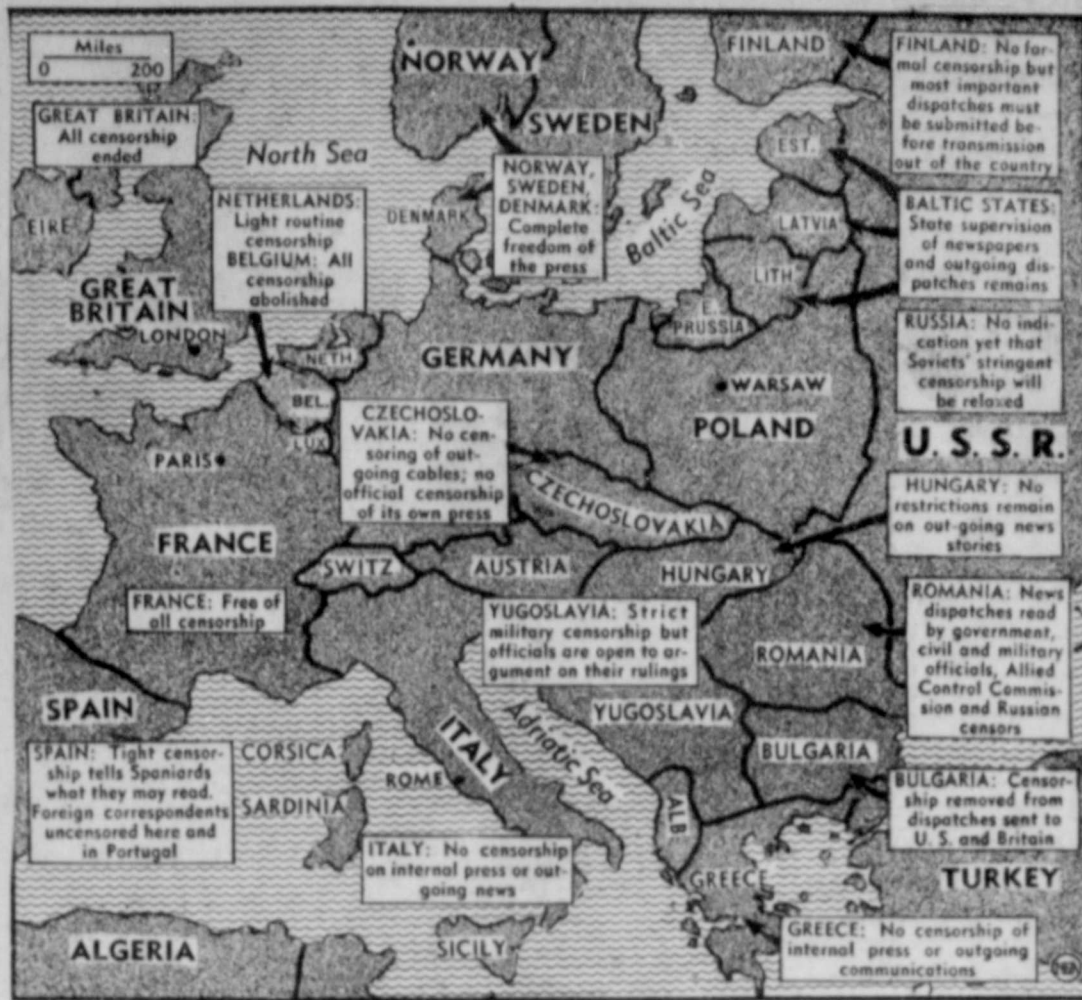 Miles
0 200
GREAT BRITAIN:
All censorship
ended
NORWAY
SWEDEN
FINLAND
FINLAND: No for-
mal censorship but
most important
dispatches must
be submitted be-
fore transmission
out of the country
North Sea
EIRE
GREAT
BRITAIN
LONDON
NETHERLANDS:
Light routine
censorship
BELGIUM: All
censorship
abolished
DENMARK
NORWAY,
SWEDEN,
DENMARK:
Complete
freedom of
the press
Baltic Sea
EST.
LATVIA
LITH.
E.
PRUSSIA
BALTIC STATES:
State supervision
of newspapers
and outgoing dis-
patches remains
RUSSIA: No indi-
cation yet that
Soviets' stringent
censorship will
be relaxed
NETH.
BEL.
LUX.
GERMANY
WARSAW
POLAND
U. S. S. R.
PARIS
CZECHOSLO-
VAKIA: No cen-
soring of out-
going cables; no
official censorship
of its own press
CZECHOSLOVAKIA
HUNGARY: No
restrictions remain
on out-going news
stories
FRANCE
SWITZ
AUSTRIA
HUNGARY
FRANCE: Free of
all censorship
YUGOSLAVIA: Strict
military censorship but
officials are open to ar-
gument on their rulings
ROMANIA
ROMANIA: News
dispatches read
by government,
civil and military
officials, Allied
Control Commis-
sion and Russian
censors
SPAIN
SPAIN: Tight censor-
ship tells Spaniards
what they may read.
Foreign correspondents
uncensored here and
in Portugal
CORSICA
SARDINIA
ROME
ITALY
Adriatic Sea
YUGOSLAVIA
BULGARIA
BULGARIA: Censor-
ship removed from
dispatches sent to
U. S. and Britain
ITALY: No censorship
on internal press or out-
going news
ALB
GREECE
TURKEY
ALGERIA
SICILY
GREECE: No censorship of
internal press or outgoing
communications